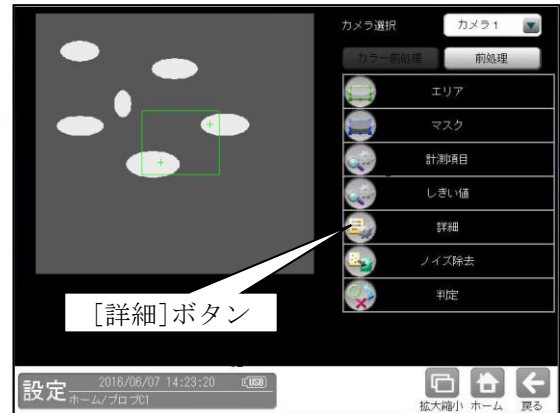 カメラ選択
カメラ1
カラー前処理
前処理
エリア
マスク
計測項目
しきい値
詳細
ノイズ除去
判定
[詳細]ボタン
設定
2016/06/07 14:23:20
USB
ホーム/ブロブC1
拡大縮小
ホーム
戻る